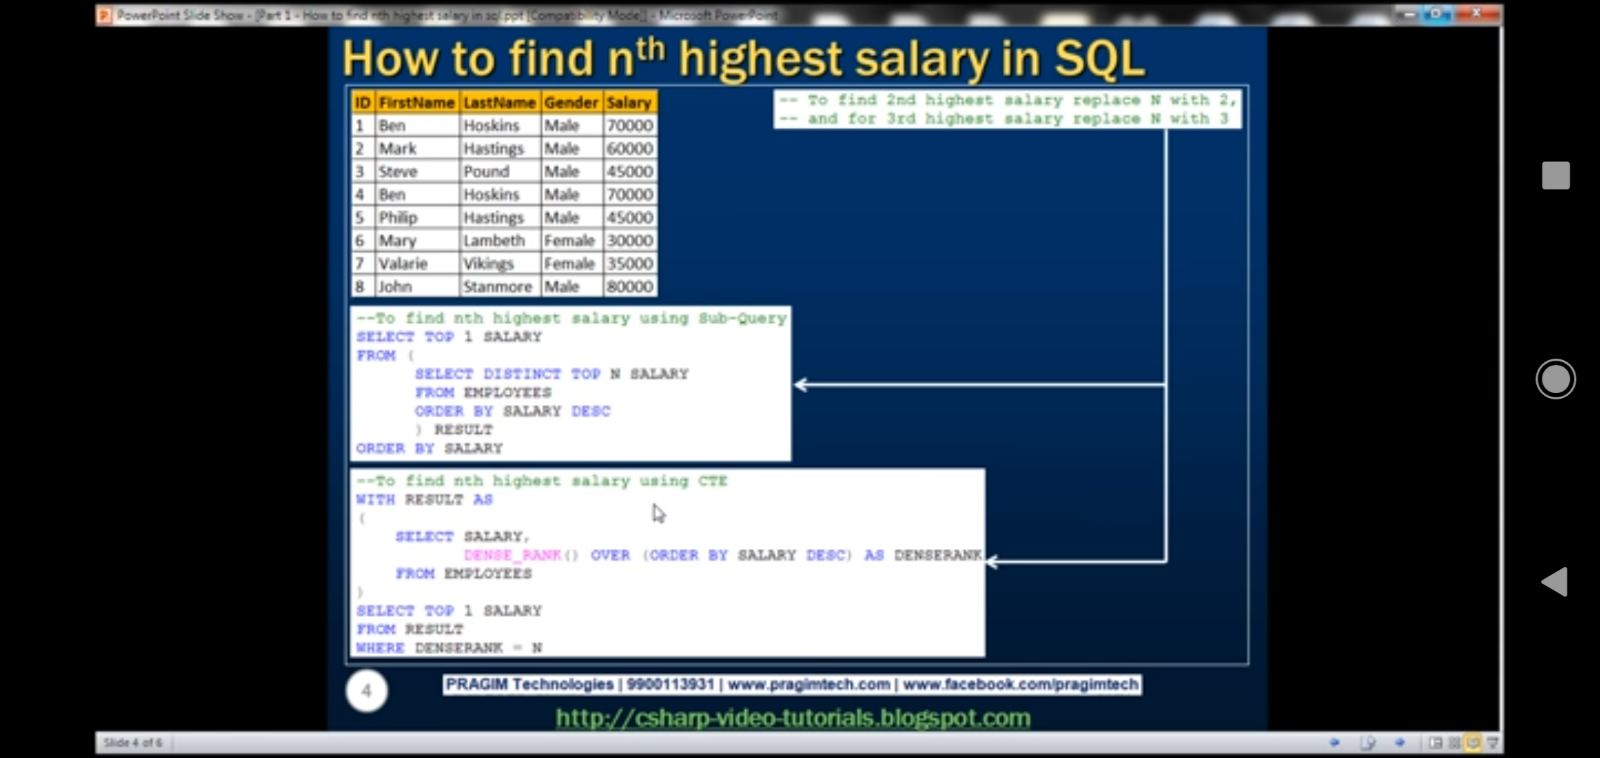 PowerPoint Slide Show - [Part 1 - How to find nth highest salary in sql.ppt [Compatibility Mode]] - Microsoft PowerPoint
How to find nth highest salary in SQL
ID FirstName LastName Gender Salary
1 Ben Hoskins Male 70000
2 Mark Hastings Male 60000
3 Steve Pound Male 45000
4 Ben Hoskins Male 70000
5 Philip Hastings Male 45000
6 Mary Lambeth Female 30000
7 Valarie Vikings Female 35000
8 John Stanmore Male 80000
-- To find 2nd highest salary replace N with 2,
-- and for 3rd highest salary replace N with 3
--To find nth highest salary using Sub-Query
SELECT TOP 1 SALARY
FROM (
SELECT DISTINCT TOP N SALARY
FROM EMPLOYEES
ORDER BY SALARY DESC
) RESULT
ORDER BY SALARY
--To find nth highest salary using CTE
WITH RESULT AS
(
SELECT SALARY,
DENSE_RANK() OVER (ORDER BY SALARY DESC) AS DENSERANK
FROM EMPLOYEES
)
SELECT TOP 1 SALARY
FROM RESULT
WHERE DENSERANK = N
4
PRAGIM Technologies | 9900113931 | www.pragimtech.com | www.facebook.com/pragimtech
http://csharp-video-tutorials.blogspot.com
Slide 4 of 6